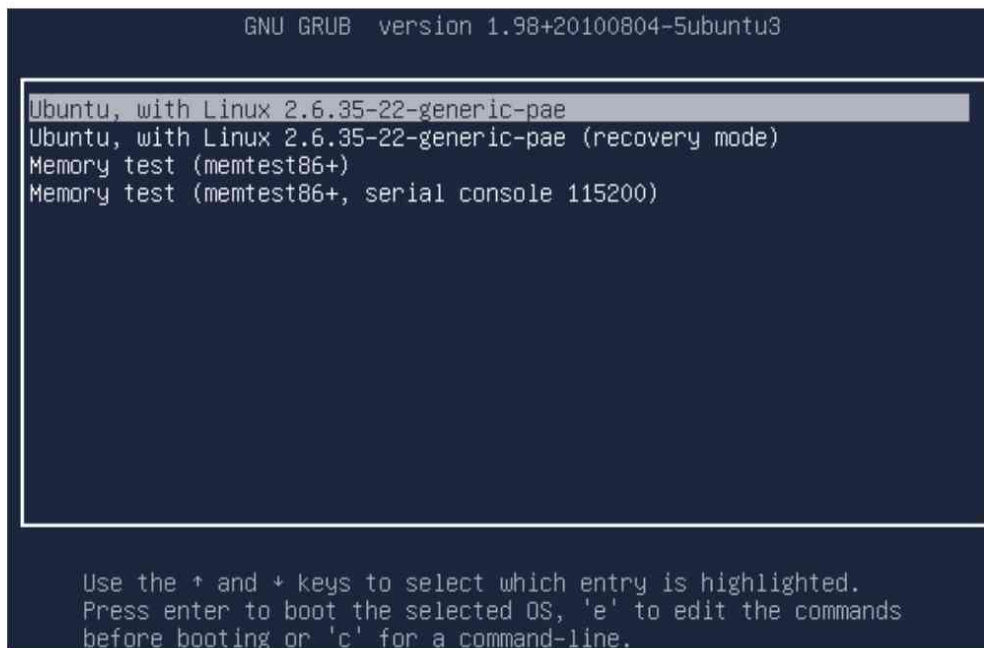 GNU GRUB  version 1.98+20100804-5ubuntu3
Ubuntu, with Linux 2.6.35-22-generic-pae
Ubuntu, with Linux 2.6.35-22-generic-pae (recovery mode)
Memory test (memtest86+)
Memory test (memtest86+, serial console 115200)
Use the ↑ and ↓ keys to select which entry is highlighted.
Press enter to boot the selected OS, 'e' to edit the commands
before booting or 'c' for a command-line.